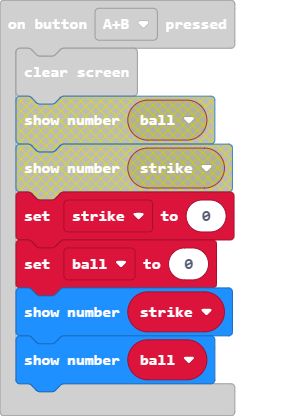 on button A+B pressed
clear screen
show number ball
show number strike
set strike to 0
set ball to 0
show number strike
show number ball